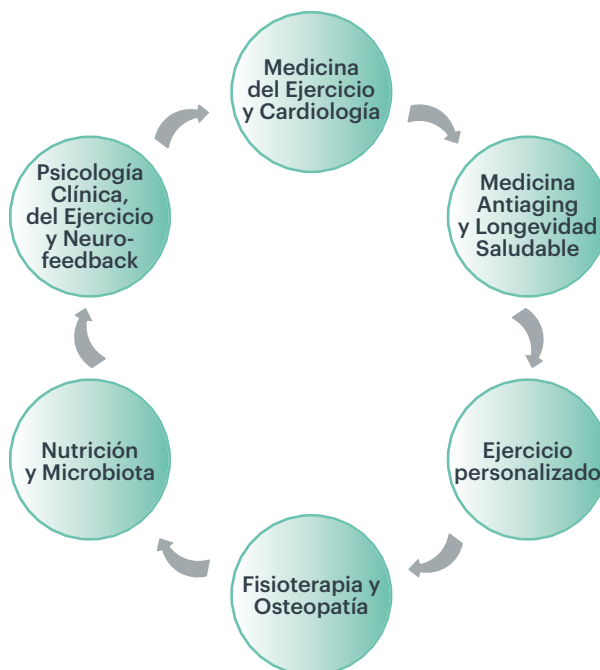 Medicina
del Ejercicio
y Cardiología
Medicina
Antiaging
y Longevidad
Saludable
Ejercicio
personalizado
Fisioterapia y
Osteopatía
Nutrición
y Microbiota
Psicología
Clínica,
del Ejercicio
y Neuro-
feedback